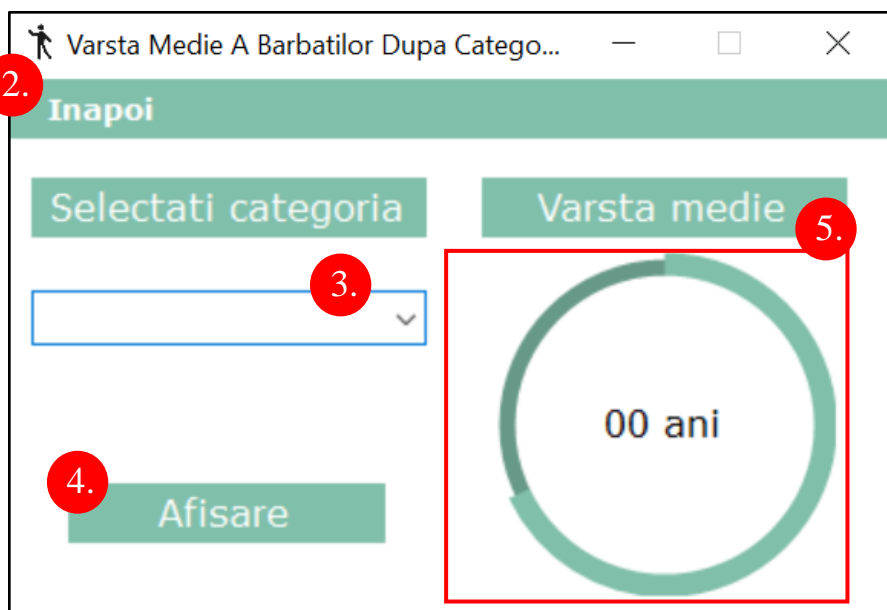 Varsta Medie A Barbatilor Dupa Catego...
2.
Inapoi
Selectati categoria
Varsta medie
5.
3.
00 ani
4.
Afisare